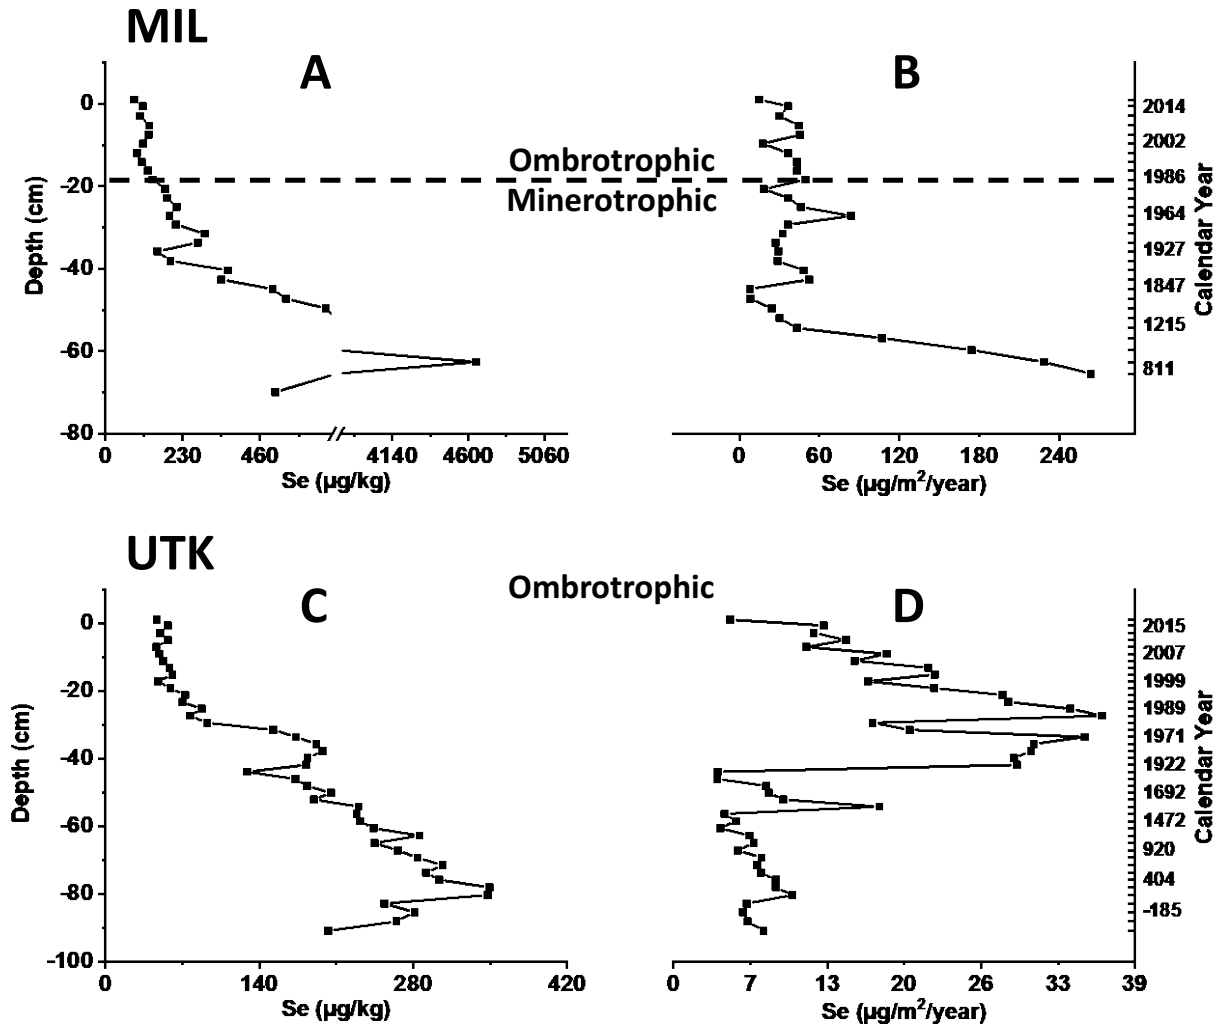 MIL
A
B
0
-20
-40
-60
-80
Depth (cm)
Ombrotrophic
Minerotrophic
2014
2002
1986
1964
1927
1847
1215
811
Calendar Year
0 230 460 4140 4600 5060
Se (µg/kg)
0 60 120 180 240
Se (µg/m²/year)
UTK
C
Ombrotrophic
D
0
-20
-40
-60
-80
-100
Depth (cm)
2015
2007
1999
1989
1971
1922
1692
1472
920
404
-185
Calendar Year
0 140 280 420
Se (µg/kg)
0 7 13 20 26 33 39
Se (µg/m²/year)